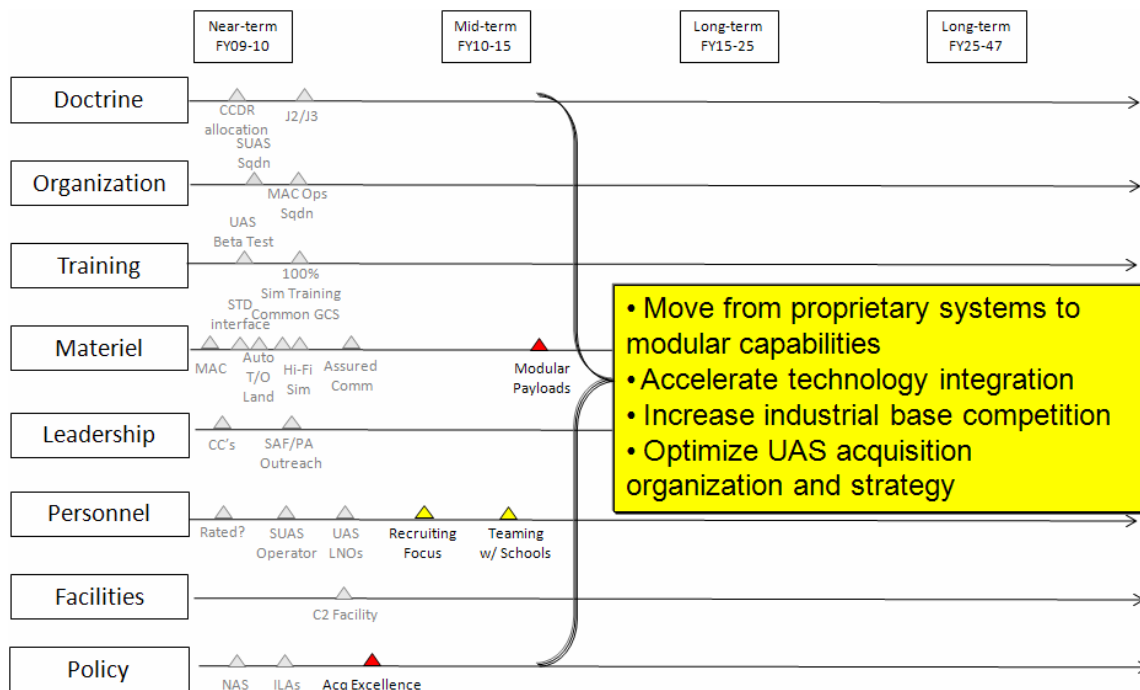 Near-term
FY09-10
Mid-term
FY10-15
Long-term
FY15-25
Long-term
FY25-47
Doctrine
CCDR
allocation
J2/J3
SUAS
Sqdn
Organization
MAC Ops
Sqdn
UAS
Beta Test
Training
100%
Sim Training
STD
interface
Common GCS
Materiel
MAC
Auto
T/O
Land
Hi-Fi
Sim
Assured
Comm
Modular
Payloads
• Move from proprietary systems to
modular capabilities
• Accelerate technology integration
• Increase industrial base competition
• Optimize UAS acquisition
organization and strategy
Leadership
CC's
SAF/PA
Outreach
Personnel
Rated?
SUAS
Operator
UAS
LNOs
Recruiting
Focus
Teaming
w/ Schools
Facilities
C2 Facility
Policy
NAS
ILAs
Acq Excellence